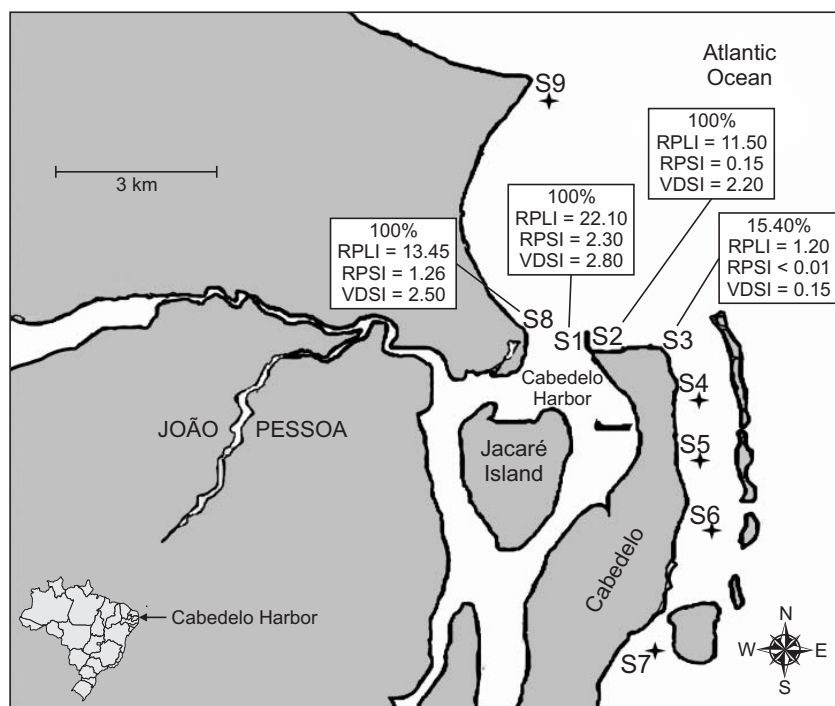 Atlantic
Ocean
S9
100%
RPLI = 11.50
RPSI = 0.15
VDSI = 2.20
3 km
100%
RPLI = 22.10
RPSI = 2.30
VDSI = 2.80
100%
RPLI = 13.45
RPSI = 1.26
VDSI = 2.50
15.40%
RPLI = 1.20
RPSI < 0.01
VDSI = 0.15
S8
S1
S2
S3
Cabedelo
Harbor
S4
JOÃO PESSOA
Jacaré
Island
S5
S6
Cabedelo
S7
Cabedelo Harbor
N
W
E
S